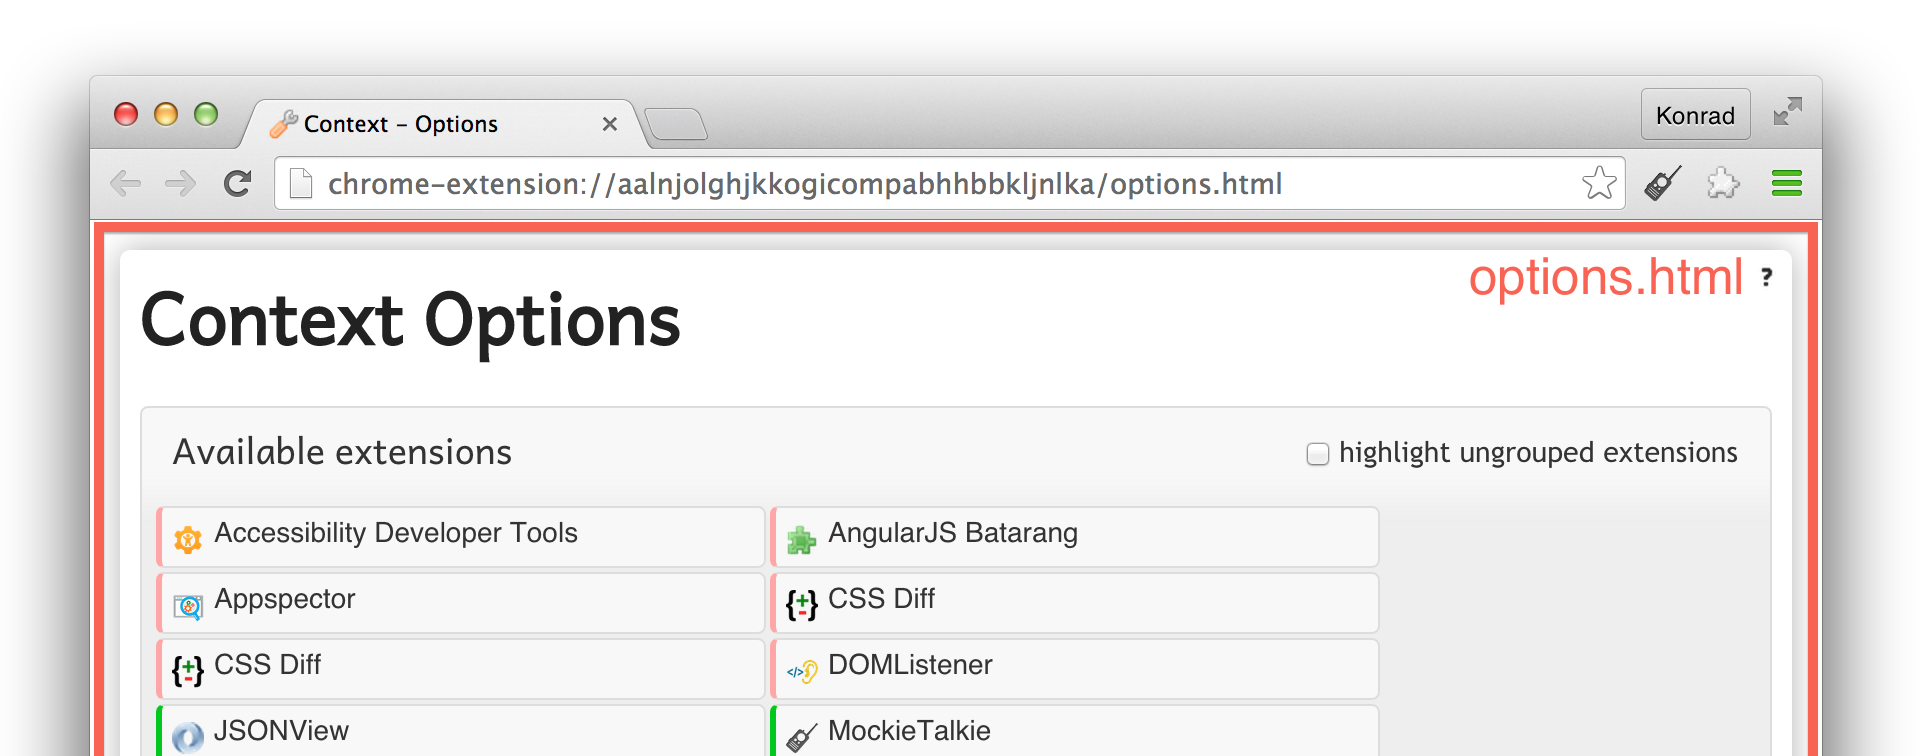 Context – Options
Konrad
chrome-extension://aalnjolghjkkogicompabhhbbkljnlka/options.html
options.html ?
Context Options
Available extensions
highlight ungrouped extensions
Accessibility Developer Tools
AngularJS Batarang
Appspector
CSS Diff
CSS Diff
DOMListener
JSONView
MockieTalkie